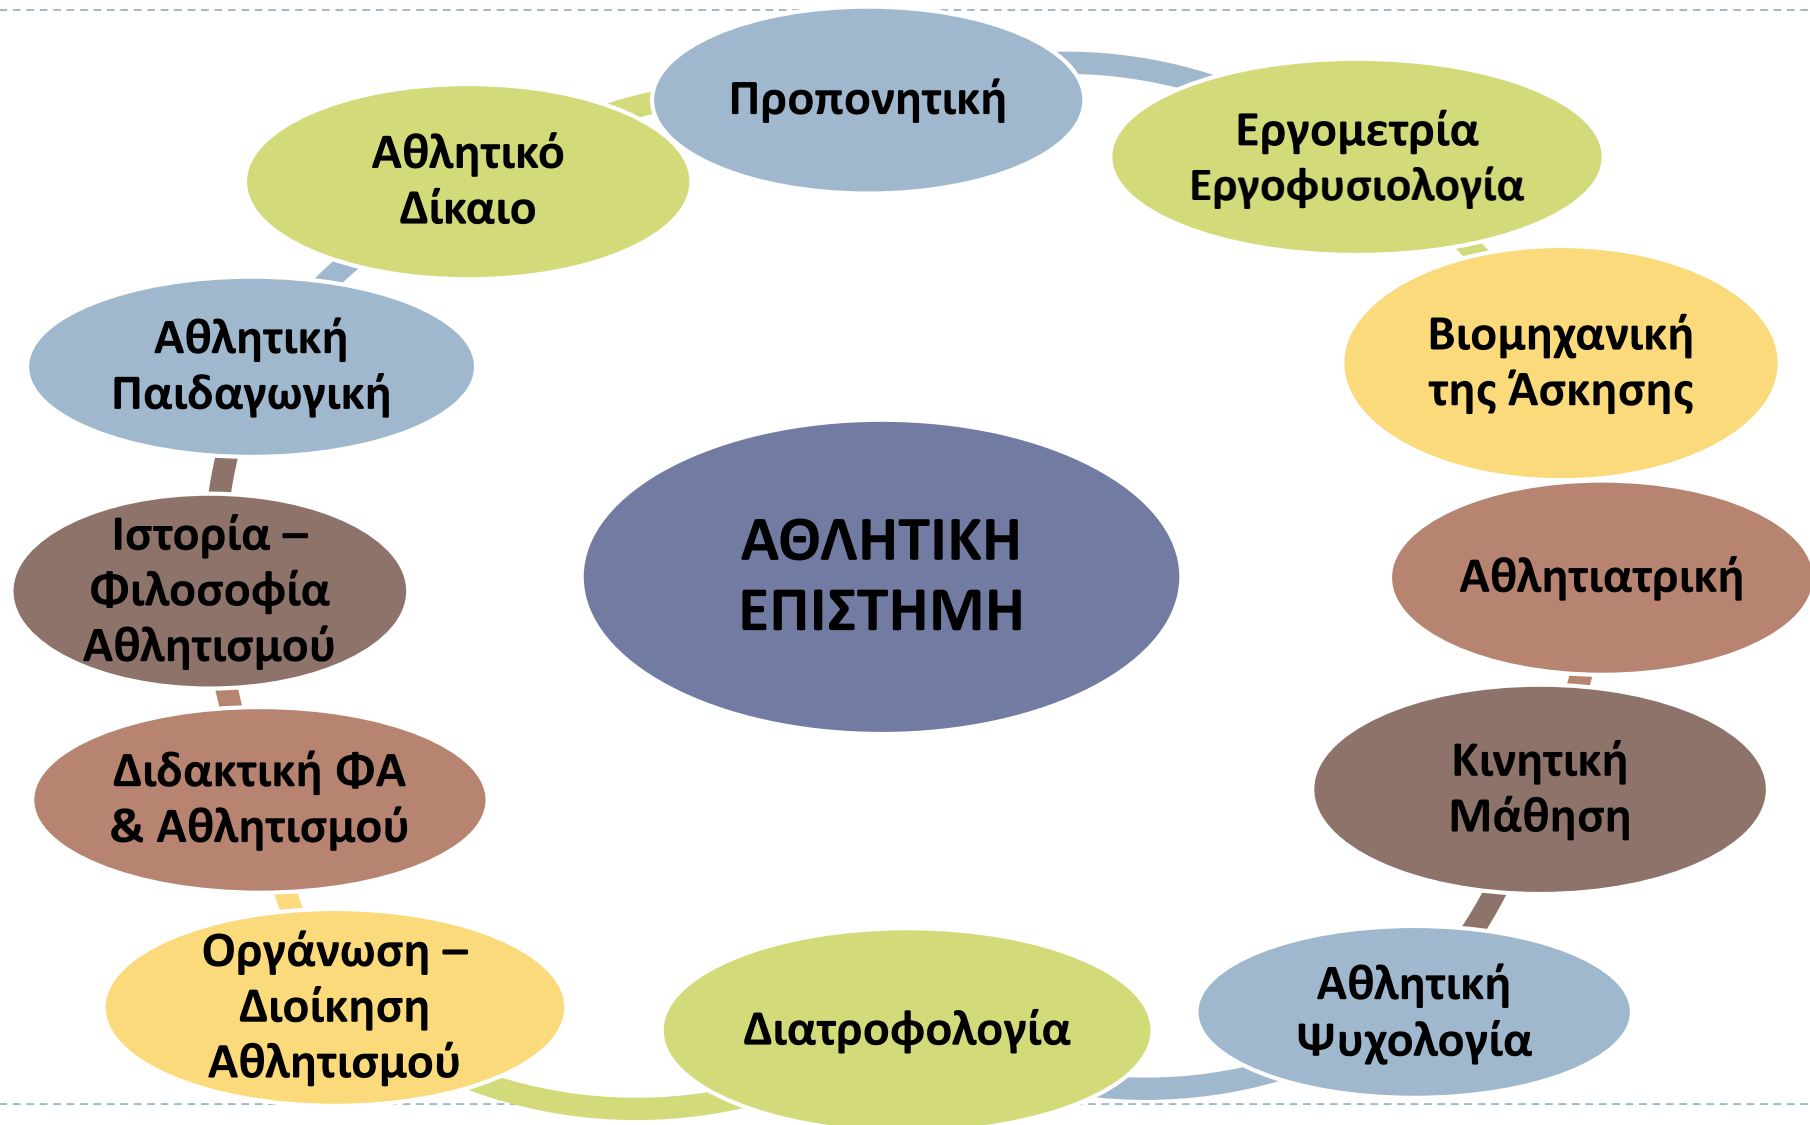 Προπονητική
Εργομετρία
Εργοφυσιολογία
Βιομηχανική
της Άσκησης
Αθλητιατρική
Κινητική
Μάθηση
Αθλητική
Ψυχολογία
Διατροφολογία
Οργάνωση –
Διοίκηση
Αθλητισμού
Διδακτική ΦΑ
& Αθλητισμού
Ιστορία –
Φιλοσοφία
Αθλητισμού
Αθλητική
Παιδαγωγική
Αθλητικό
Δίκαιο
ΑΘΛΗΤΙΚΗ
ΕΠΙΣΤΗΜΗ